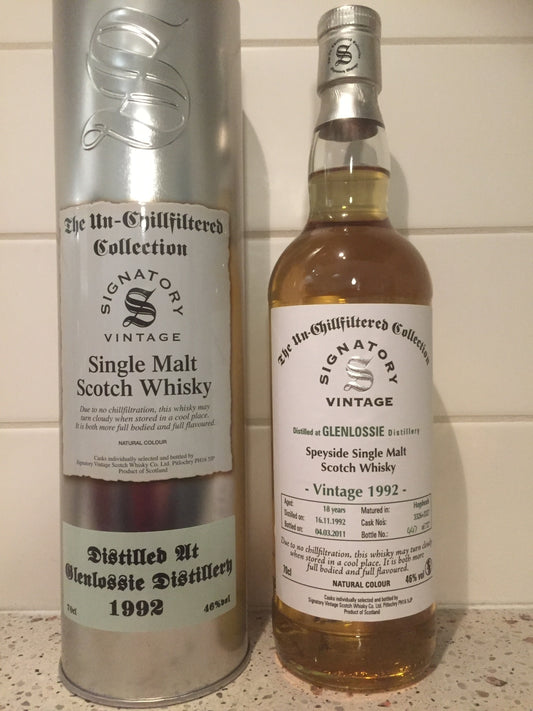 The Un-Chillfiltered
Collection
SIGNATORY
S
VINTAGE
Single Malt
Scotch Whisky
Due to no chillfiltration, this whisky may
turn cloudy when stored in a cool place.
It is both more full bodied and full flavoured.
NATURAL COLOUR
Casks individually selected and bottled by
Signatory Vintage Scotch Whisky Co. Ltd. Pitlochry PH16 5JP
Product of Scotland
Distilled At
Glenlossie Distillery
1992
70cl
46%vol
The Un-Chillfiltered Collection
SIGNATORY
S
VINTAGE
Distilled at GLENLOSSIE Distillery
Speyside Single Malt
Scotch Whisky
- Vintage 1992 -
Aged: 18 years Matured in: Hogsheads
Distilled on: 16.11.1992 Cask No's:
Bottled on: 04.03.2011 Bottle No.:
Due to no chillfiltration, this whisky may turn cloudy
when stored in a cool place. It is both more
full bodied and full flavoured.
70cl
46% vol
NATURAL COLOUR
Casks individually selected and bottled by
Signatory Vintage Scotch Whisky Co. Ltd. Pitlochry PH16 5JP
Product of Scotland